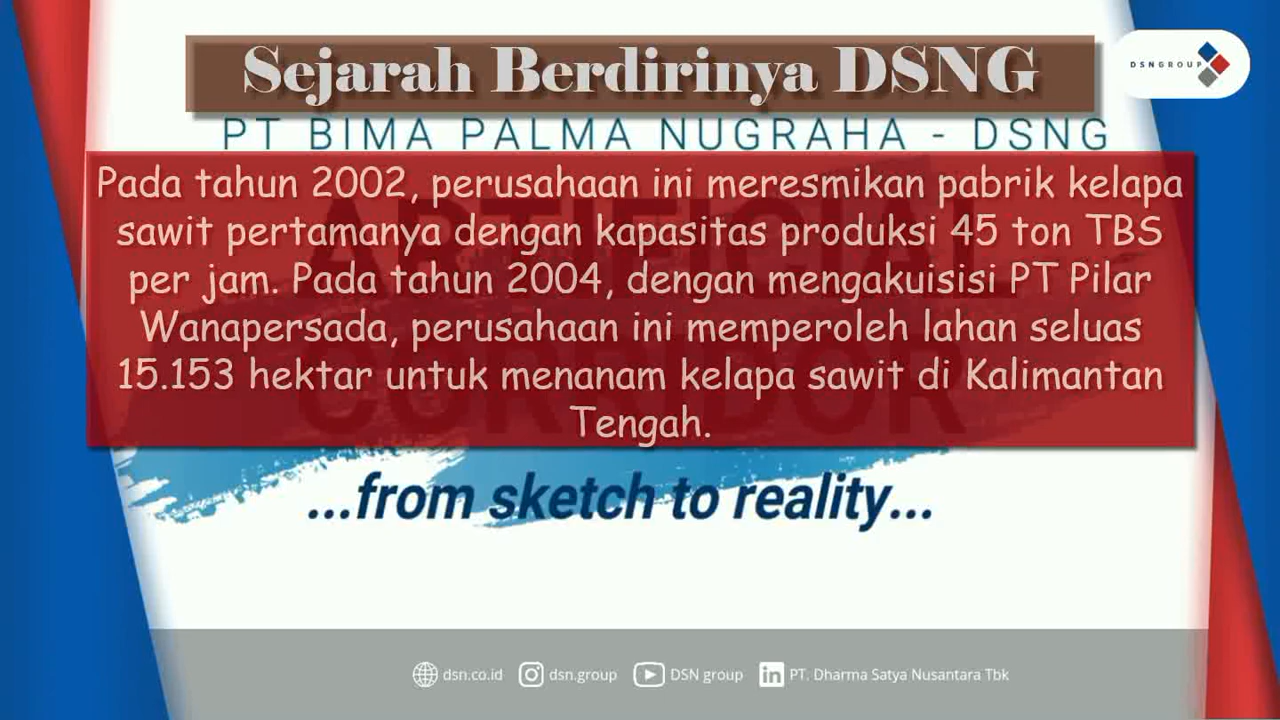 Sejarah Berdirinya DSNG
DSNGROUP
PT BIMA PALMA NUGRAHA - DSNG
Pada tahun 2002, perusahaan ini meresmikan pabrik kelapa
sawit pertamanya dengan kapasitas produksi 45 ton TBS
per jam. Pada tahun 2004, dengan mengakuisisi PT Pilar
Wanapersada, perusahaan ini memperoleh lahan seluas
15.153 hektar untuk menanam kelapa sawit di Kalimantan
Tengah.
ARTIFICIAL
CORRIDOR
...from sketch to reality...
dsn.co.id dsn.group DSN group PT. Dharma Satya Nusantara Tbk